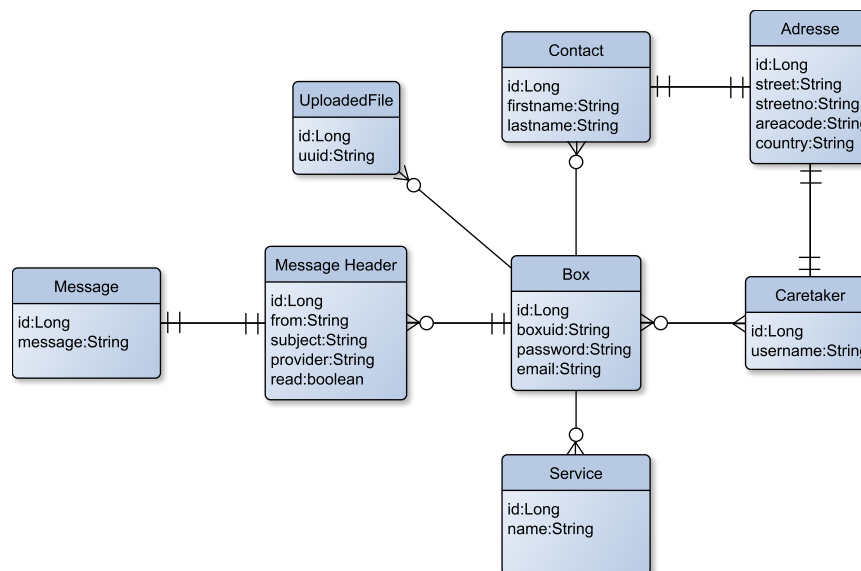 Adresse
id:Long
street:String
streetno:String
areacode:String
country:String
Contact
id:Long
firstname:String
lastname:String
UploadedFile
id:Long
uuid:String
Message Header
id:Long
from:String
subject:String
provider:String
read:boolean
Box
id:Long
boxuid:String
password:String
email:String
Message
id:Long
message:String
Caretaker
id:Long
username:String
Service
id:Long
name:String